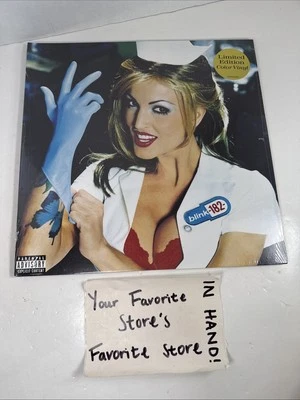 Limited
Edition
Color Vinyl
blink-182
PARENTAL
ADVISORY
EXPLICIT CONTENT
Your Favorite
Store's
Favorite Store
IN HAND!